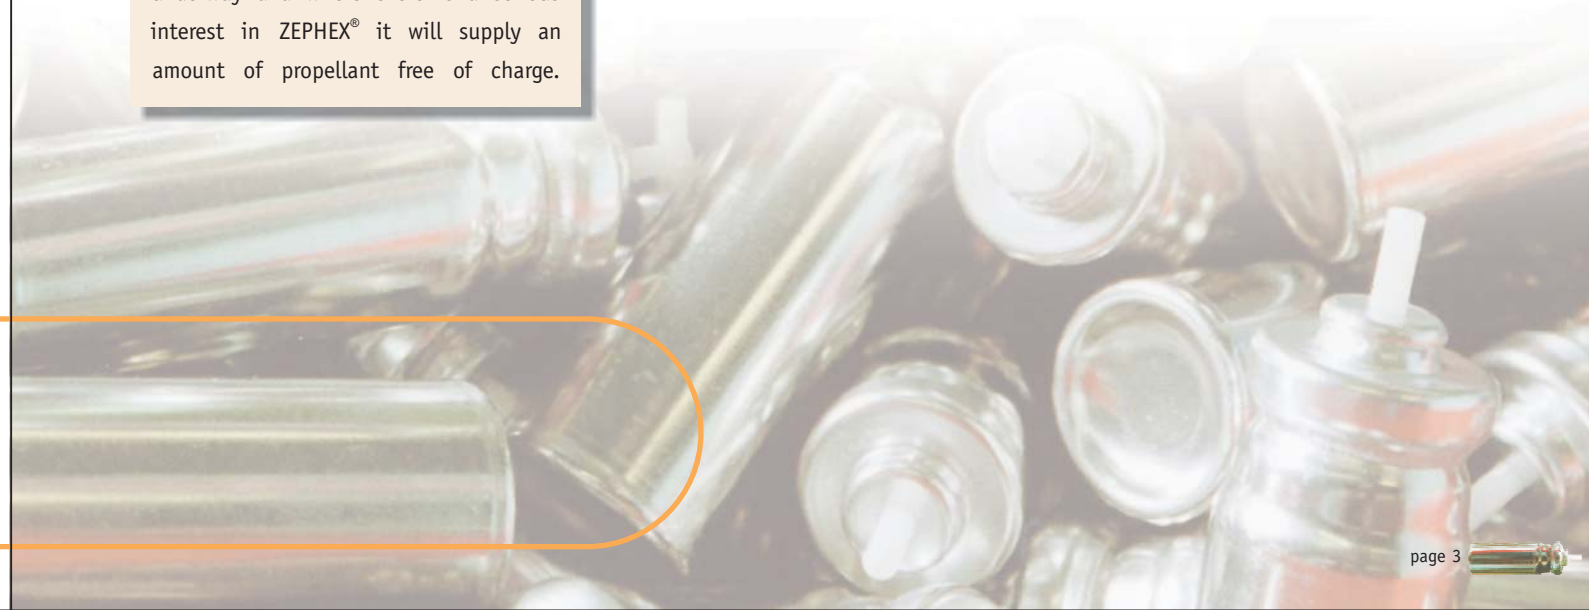 interest in ZEPHEX® it will supply an
amount of propellant free of charge.
page 3